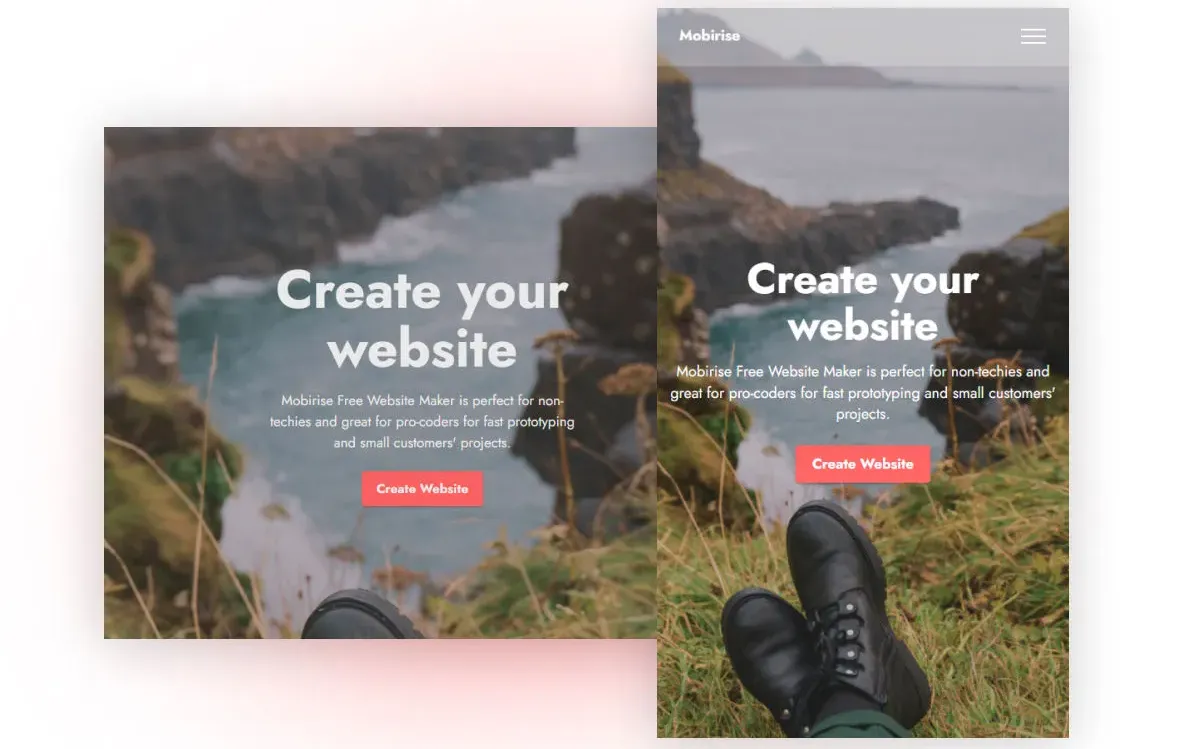 Create your
website
Mobirise Free Website Maker is perfect for non-
techies and great for pro-coders for fast prototyping
and small customers' projects.
Create Website
Mobirise
Create your
website
Mobirise Free Website Maker is perfect for non-techies and
great for pro-coders for fast prototyping and small customers'
projects.
Create Website